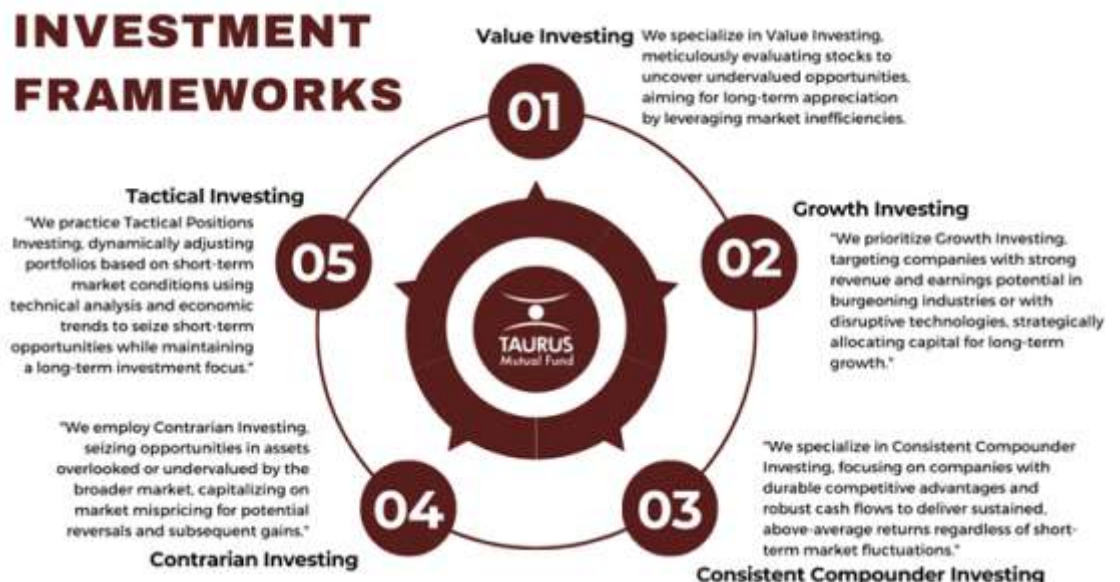 INVESTMENT
FRAMEWORKS
Value Investing
We specialize in Value Investing,
meticulously evaluating stocks to
uncover undervalued opportunities,
aiming for long-term appreciation
by leveraging market inefficiencies.
01
Growth Investing
02
"We prioritize Growth Investing,
targeting companies with strong
revenue and earnings potential in
burgeoning industries or with
disruptive technologies, strategically
allocating capital for long-term
growth."
03
"We specialize in Consistent Compounder
Investing, focusing on companies with
durable competitive advantages and
robust cash flows to deliver sustained,
above-average returns regardless of short-
term market fluctuations."
Consistent Compounder Investing
04
"We employ Contrarian Investing,
seizing opportunities in assets
overlooked or undervalued by the
broader market, capitalizing on
market mispricing for potential
reversals and subsequent gains."
Contrarian Investing
Tactical Investing
05
"We practice Tactical Positions
Investing, dynamically adjusting
portfolios based on short-term
market conditions using
technical analysis and economic
trends to seize short-term
opportunities while maintaining
a long-term investment focus."
TAURUS
Mutual Fund